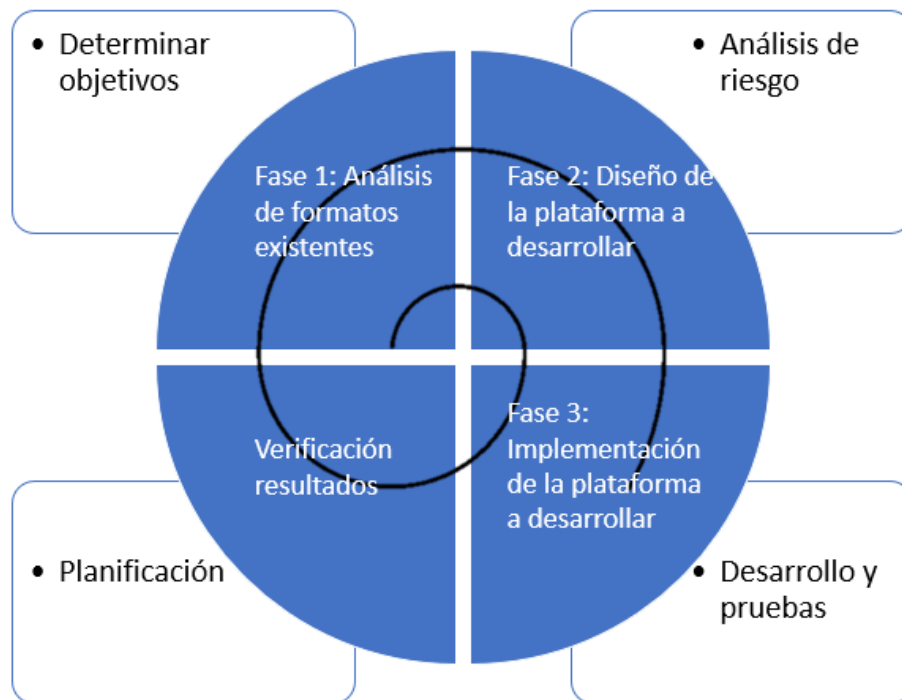 • Determinar
objetivos
• Análisis de
riesgo
Fase 1: Análisis
de formatos
existentes
Fase 2: Diseño de
la plataforma a
desarrollar
Verificación
resultados
Fase 3:
Implementación
de la plataforma
a desarrollar
• Planificación
• Desarrollo y
pruebas